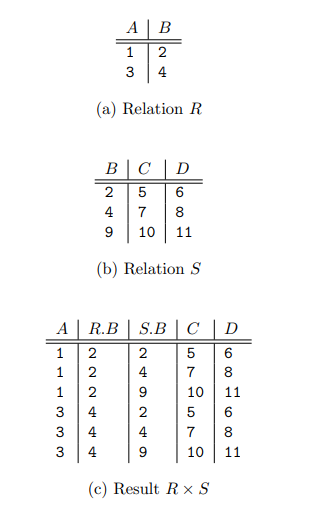 A B
1 2
3 4
(a) Relation R
B C D
2 5 6
4 7 8
9 10 11
(b) Relation S
A R.B S.B C D
1 2 2 5 6
1 2 4 7 8
1 2 9 10 11
3 4 2 5 6
3 4 4 7 8
3 4 9 10 11
(c) Result R × S